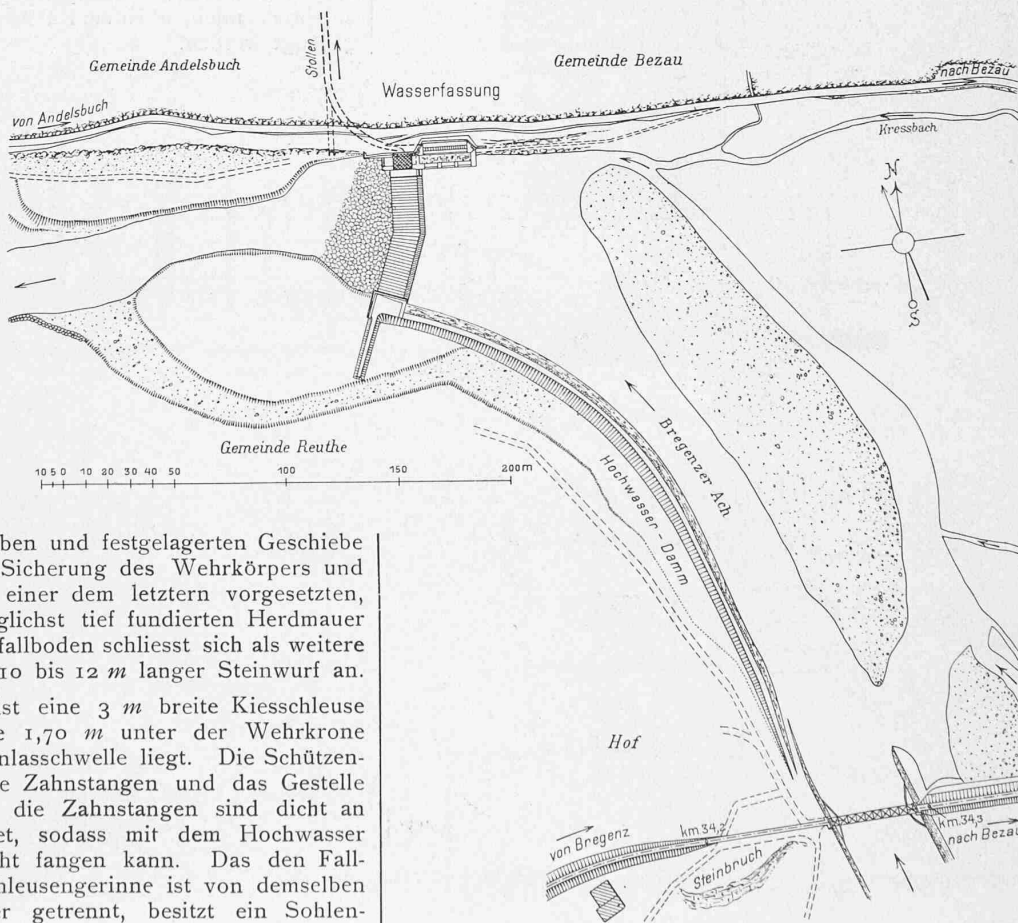 Gemeinde Andelsbuch
Stollen
Gemeinde Bezau
Wasserfassung
nach Bezau
von Andelsbuch
Kressbach
N
S
Gemeinde Reuthe
10 5 0 10 20 30 40 50 100 150 200m
Bregenzer Ach
Hochwasser-Damm
Hof
von Bregenz
km.34,2
km.34,3
nach Bezau
Steinbruch
ben und festgelagerten Geschiebe
Sicherung des Wehrkörpers und
einer dem letztern vorgesetzten,
glichst tief fundierten Herdmauer
fallboden schliesst sich als weitere
10 bis 12 m langer Steinwurf an.
ist eine 3 m breite Kiesschleuse
e 1,70 m unter der Wehrkrone
nlasschwelle liegt. Die Schützen-
e Zahnstangen und das Gestelle
die Zahnstangen sind dicht an
et, sodass mit dem Hochwasser
cht fangen kann. Das den Fall-
hleusengerinne ist von demselben
er getrennt, besitzt ein Sohlen-